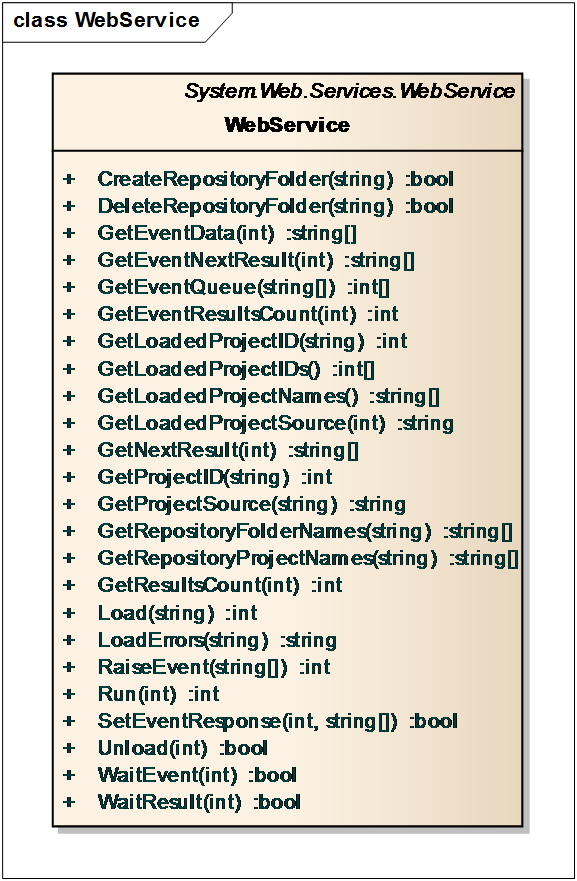 class WebService
System.Web.Services.WebService
WebService
+ CreateRepositoryFolder(string) :bool
+ DeleteRepositoryFolder(string) :bool
+ GetEventData(int) :string[]
+ GetEventNextResult(int) :string[]
+ GetEventQueue(string[]) :int[]
+ GetEventResultsCount(int) :int
+ GetLoadedProjectID(string) :int
+ GetLoadedProjectIDs() :int[]
+ GetLoadedProjectNames() :string[]
+ GetLoadedProjectSource(int) :string
+ GetNextResult(int) :string[]
+ GetProjectID(string) :int
+ GetProjectSource(string) :string
+ GetRepositoryFolderNames(string) :string[]
+ GetRepositoryProjectNames(string) :string[]
+ GetResultsCount(int) :int
+ Load(string) :int
+ LoadErrors(string) :string
+ RaiseEvent(string[]) :int
+ Run(int) :int
+ SetEventResponse(int, string[]) :bool
+ Unload(int) :bool
+ WaitEvent(int) :bool
+ WaitResult(int) :bool